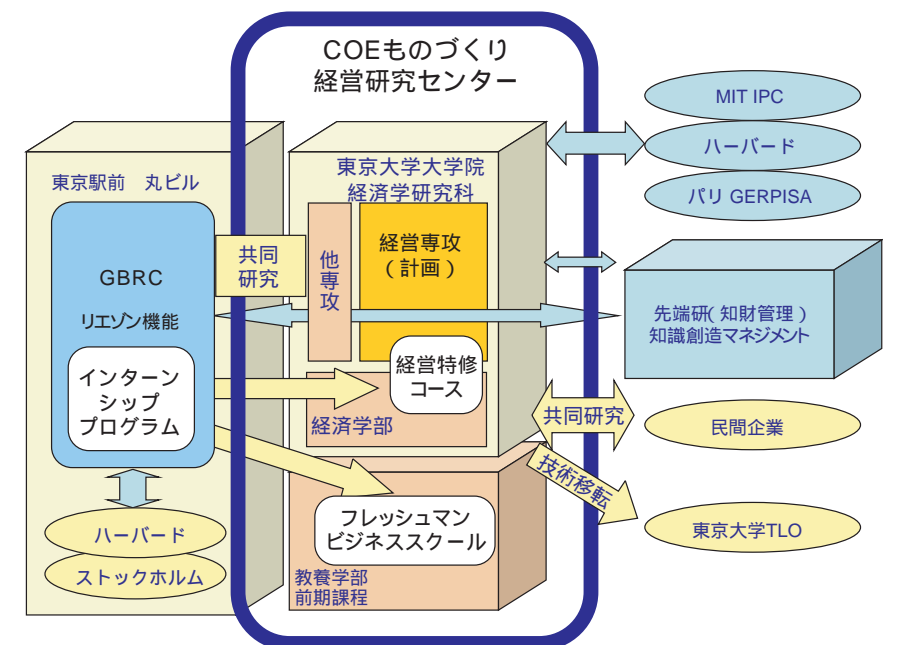 COEものづくり
経営研究センター
東京駅前 丸ビル
GBRC
リエゾン機能
インターン
シップ
プログラム
ハーバード
ストックホルム
共同
研究
東京大学大学院
経済学研究科
他専攻
経営専攻
(計画)
経営特修
コース
経済学部
フレッシュマン
ビジネススクール
教養学部
前期課程
MIT IPC
ハーバード
パリ GERPISA
先端研(知財管理)
知識創造マネジメント
共同研究
民間企業
技術移転
東京大学TLO